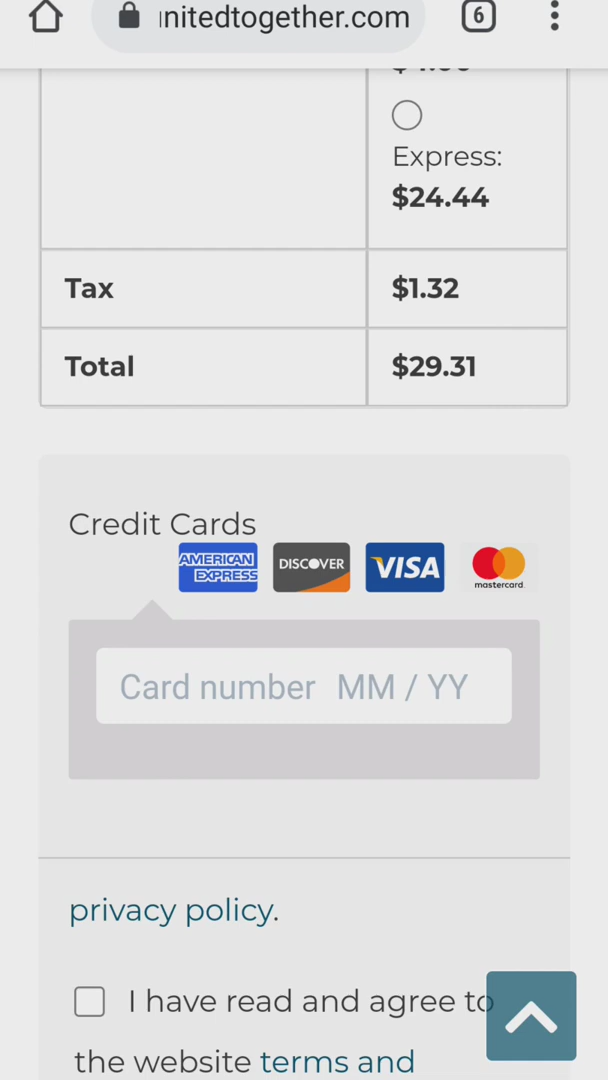 unitedtogether.com
6
Express:
$24.44
Tax
$1.32
Total
$29.31
Credit Cards
AMERICAN
EXPRESS
DISCOVER
VISA
mastercard.
Card number MM / YY
privacy policy.
I have read and agree to
the website terms and